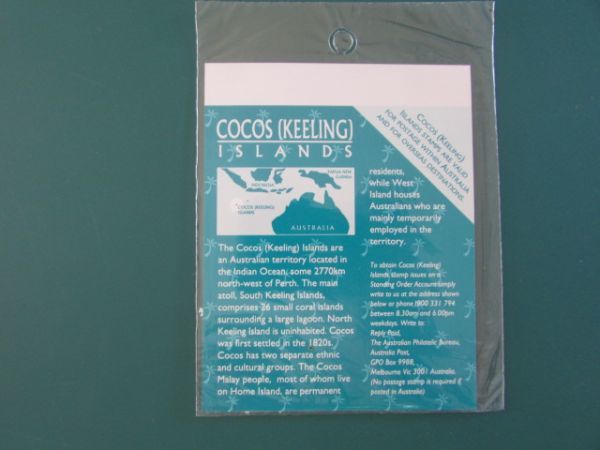 COCOS (KEELING)
ISLANDS
COCOS (KEELING)
ISLANDS STAMPS ARE VALID
FOR POSTAGE WITHIN AUSTRALIA
AND FOR OVERSEAS DESTINATIONS.
INDONESIA
PAPUA NEW
GUINEA
COCOS (KEELING)
ISLANDS
AUSTRALIA
The Cocos (Keeling) Islands are
an Australian territory located in
the Indian Ocean, some 2770km
north-west of Perth. The main
atoll, South Keeling Islands,
comprises 26 small coral islands
surrounding a large lagoon. North
Keeling Island is uninhabited. Cocos
was first settled in the 1820s.
Cocos has two separate ethnic
and cultural groups. The Cocos
Malay people, most of whom live
on Home Island, are permanent
residents,
while West
Island houses
Australians who are
mainly temporarily
employed in the
territory.
To obtain Cocos (Keeling)
Islands stamp issues on a
Standing Order Account simply
write to us at the address shown
below or phone 1900 331 794
between 8.30am and 6.00pm
weekdays. Write to:
Reply Paid,
The Australian Philatelic Bureau,
Australia Post,
GPO Box 9988,
Melbourne Vic 3001 Australia.
(No postage stamp is required if
posted in Australia)